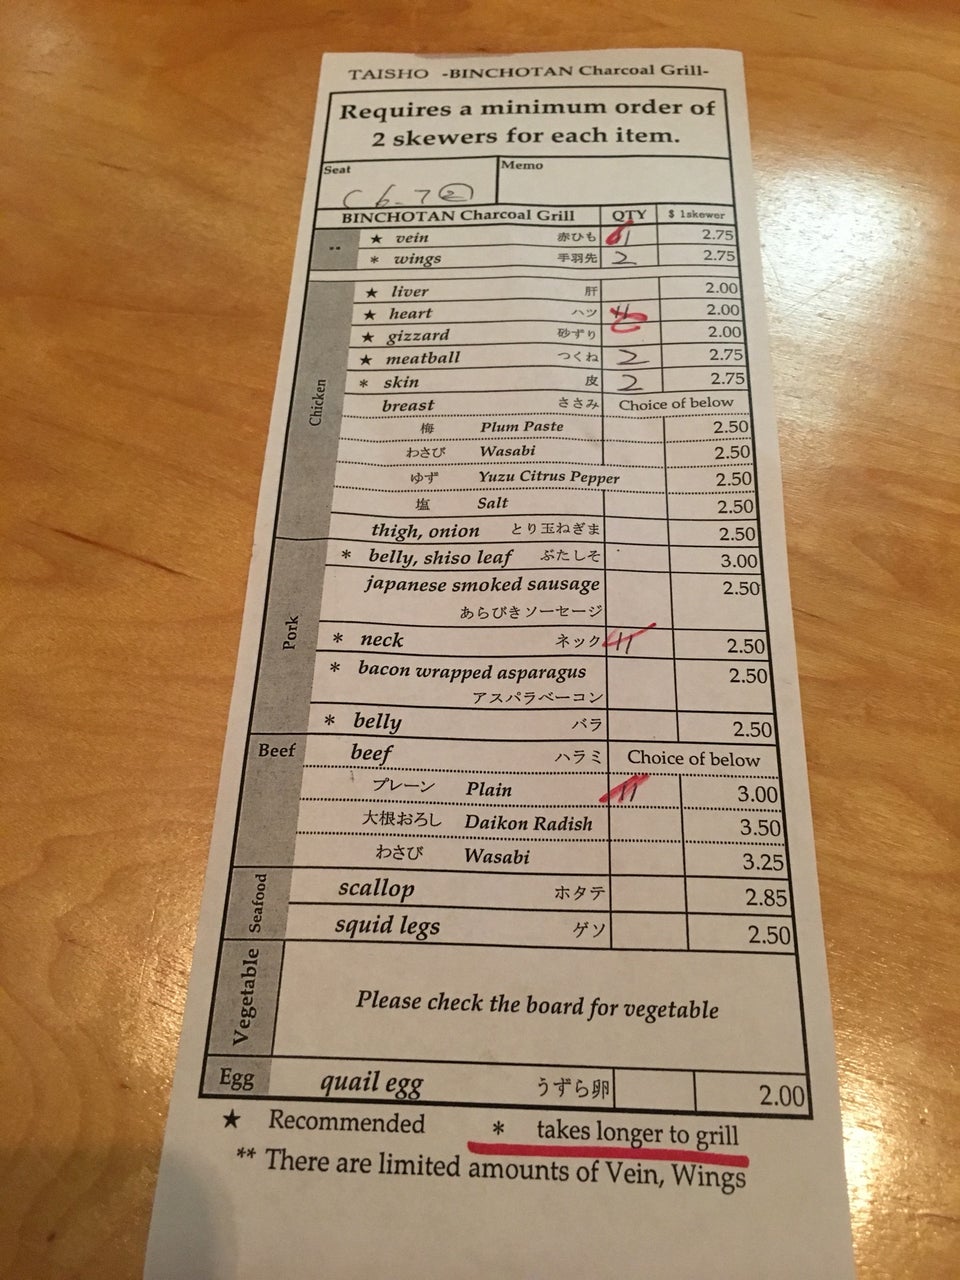 TAISHO -BINCHOTAN Charcoal Grill-
Requires a minimum order of
2 skewers for each item.
Seat Memo
C 6-7 ②
BINCHOTAN Charcoal Grill QTY $ 1skewer
** ★ vein 赤ひも 2.75
* wings 手羽先 2 2.75
Chicken
★ liver 肝 2.00
★ heart ハツ 2.00
★ gizzard 砂ずり 2.00
★ meatball つくね 2 2.75
* skin 皮 2 2.75
breast ささみ Choice of below
梅 Plum Paste 2.50
わさび Wasabi 2.50
ゆず Yuzu Citrus Pepper 2.50
塩 Salt 2.50
thigh, onion とり玉ねぎま 2.50
Pork
* belly, shiso leaf ぶたしそ 3.00
japanese smoked sausage 2.50
あらびきソーセージ
* neck ネック 11 2.50
* bacon wrapped asparagus 2.50
アスパラベーコン
* belly バラ 2.50
Beef beef ハラミ Choice of below
プレーン Plain 11 3.00
大根おろし Daikon Radish 3.50
わさび Wasabi 3.25
Seafood
scallop ホタテ 2.85
squid legs ゲソ 2.50
Vegetable
Please check the board for vegetable
Egg quail egg うずら卵 2.00
★ Recommended * takes longer to grill
** There are limited amounts of Vein, Wings